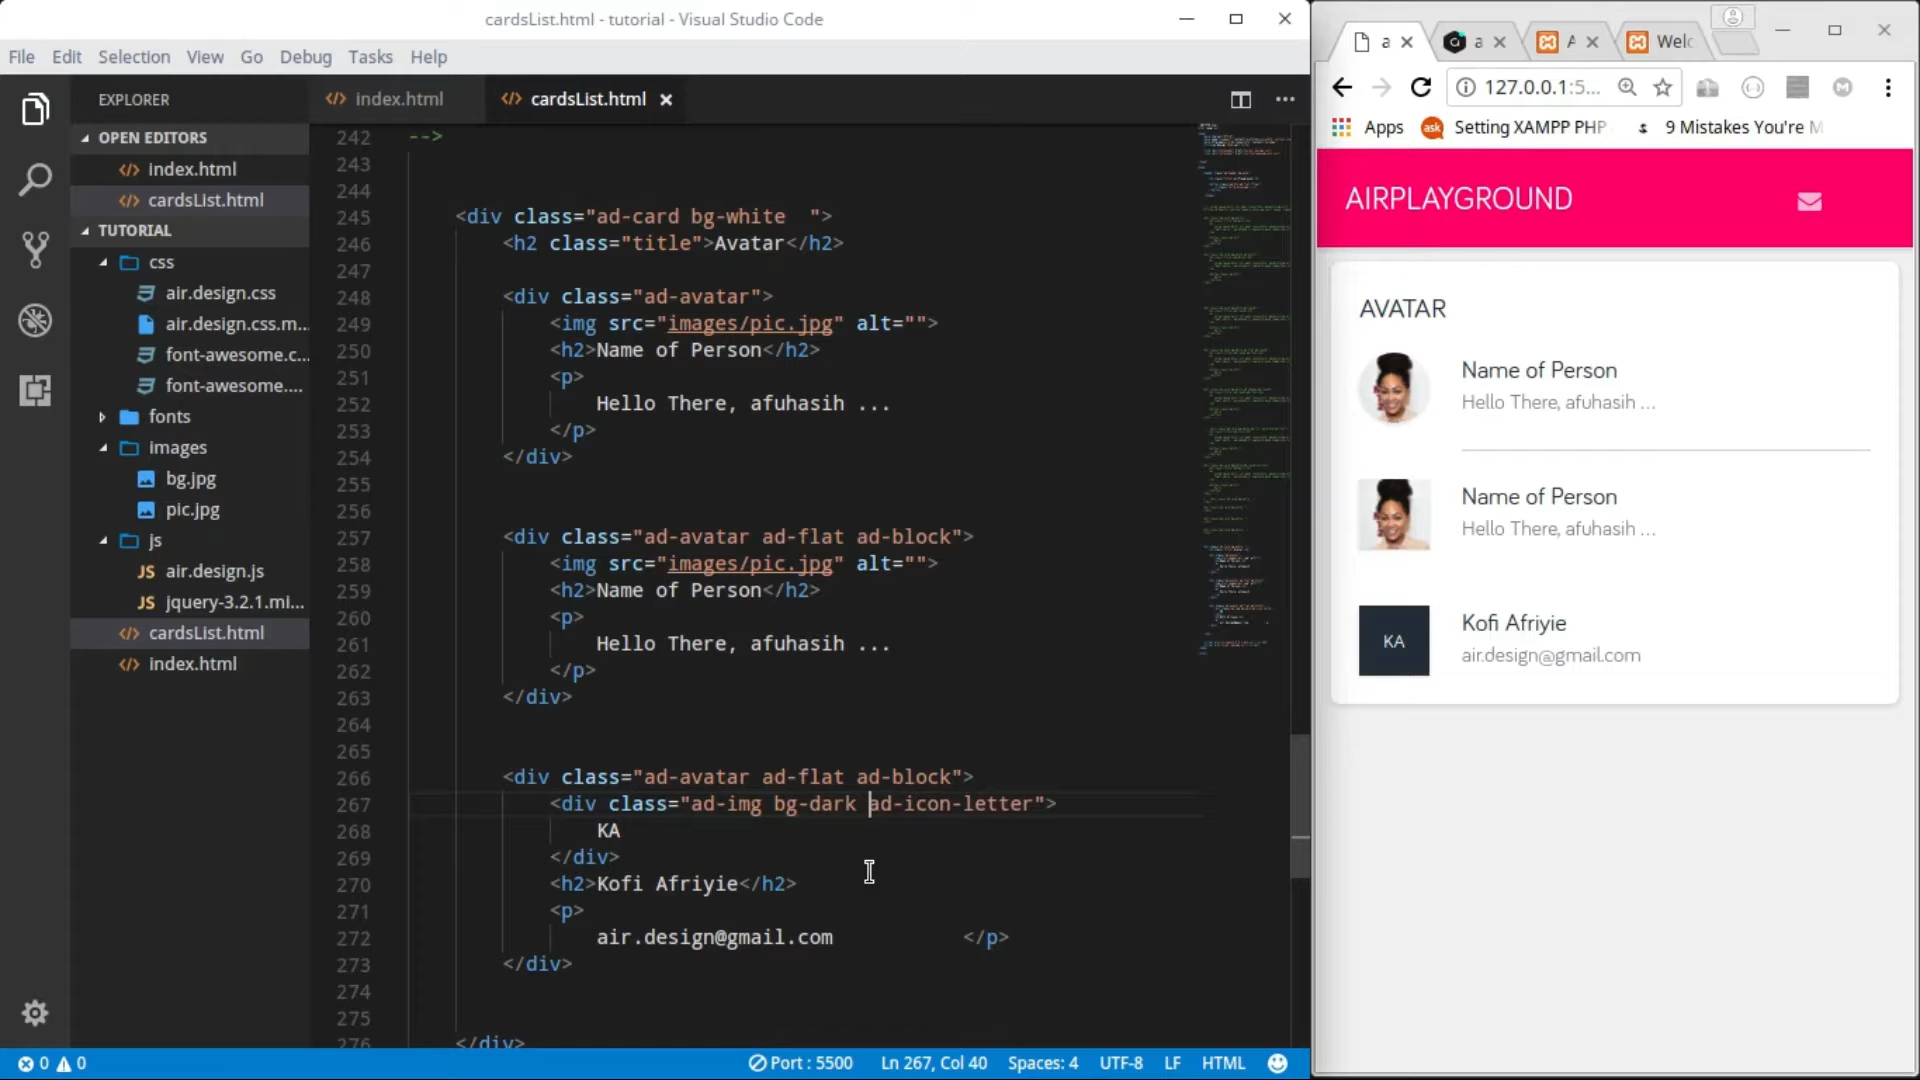 cardsList.html - tutorial - Visual Studio Code
File Edit Selection View Go Debug Tasks Help
EXPLORER
OPEN EDITORS
index.html
cardsList.html
TUTORIAL
css
air.design.css
air.design.css.m...
font-awesome.c...
font-awesome....
fonts
images
bg.jpg
pic.jpg
js
air.design.js
jquery-3.2.1.mi...
cardsList.html
index.html
index.html
cardsList.html
242 -->
243
244
245 <div class="ad-card bg-white  ">
246 <h2 class="title">Avatar</h2>
247
248 <div class="ad-avatar">
249 <img src="images/pic.jpg" alt="">
250 <h2>Name of Person</h2>
251 <p>
252 Hello There, afuhasih ...
253 </p>
254 </div>
255
256
257 <div class="ad-avatar ad-flat ad-block">
258 <img src="images/pic.jpg" alt="">
259 <h2>Name of Person</h2>
260 <p>
261 Hello There, afuhasih ...
262 </p>
263 </div>
264
265
266 <div class="ad-avatar ad-flat ad-block">
267 <div class="ad-img bg-dark ad-icon-letter">
268 KA
269 </div>
270 <h2>Kofi Afriyie</h2>
271 <p>
272 air.design@gmail.com </p>
273 </div>
274
275
276 </div>
0 0 Port : 5500 Ln 267, Col 40 Spaces: 4 UTF-8 LF HTML
a a A Welc
127.0.0.1:5...
Apps ask Setting XAMPP PHP 9 Mistakes You're M
AIRPLAYGROUND
AVATAR
Name of Person
Hello There, afuhasih ...
Name of Person
Hello There, afuhasih ...
KA
Kofi Afriyie
air.design@gmail.com